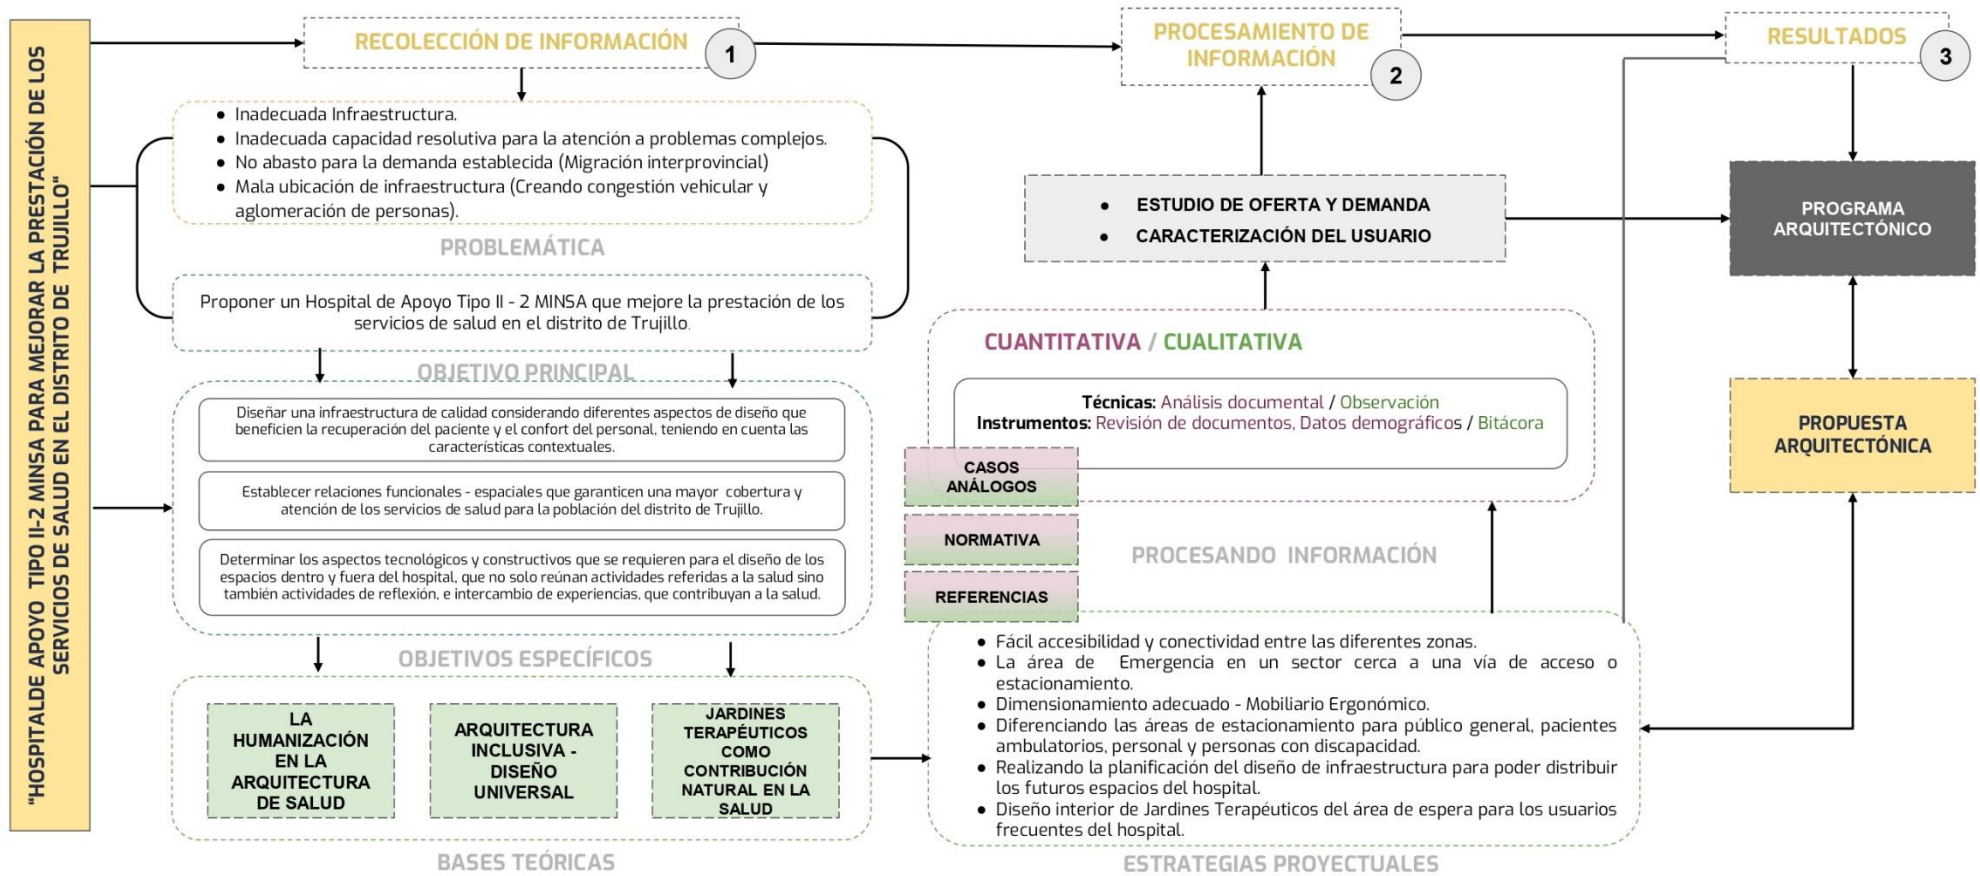 "HOSPITALDE APOYO TIPO II-2 MINSA PARA MEJORAR LA PRESTACIÓN DE LOS
SERVICIOS DE SALUD EN EL DISTRITO DE TRUJILLO"
RECOLECCIÓN DE INFORMACIÓN
1
● Inadecuada Infraestructura.
● Inadecuada capacidad resolutiva para la atención a problemas complejos.
● No abasto para la demanda establecida (Migración interprovincial)
● Mala ubicación de infraestructura (Creando congestión vehicular y
aglomeración de personas).
PROBLEMÁTICA
Proponer un Hospital de Apoyo Tipo II - 2 MINSA que mejore la prestación de los
servicios de salud en el distrito de Trujillo.
OBJETIVO PRINCIPAL
Diseñar una infraestructura de calidad considerando diferentes aspectos de diseño que
beneficien la recuperación del paciente y el confort del personal, teniendo en cuenta las
características contextuales.
Establecer relaciones funcionales - espaciales que garanticen una mayor cobertura y
atención de los servicios de salud para la población del distrito de Trujillo.
Determinar los aspectos tecnológicos y constructivos que se requieren para el diseño de los
espacios dentro y fuera del hospital, que no solo reúnan actividades referidas a la salud sino
también actividades de reflexión, e intercambio de experiencias, que contribuyan a la salud.
OBJETIVOS ESPECÍFICOS
LA
HUMANIZACIÓN
EN LA
ARQUITECTURA
DE SALUD
ARQUITECTURA
INCLUSIVA -
DISEÑO
UNIVERSAL
JARDINES
TERAPÉUTICOS
COMO
CONTRIBUCIÓN
NATURAL EN LA
SALUD
BASES TEÓRICAS
PROCESAMIENTO DE
INFORMACIÓN
2
● ESTUDIO DE OFERTA Y DEMANDA
● CARACTERIZACIÓN DEL USUARIO
CUANTITATIVA / CUALITATIVA
Técnicas: Análisis documental / Observación
Instrumentos: Revisión de documentos, Datos demográficos / Bitácora
CASOS
ANÁLOGOS
NORMATIVA
REFERENCIAS
PROCESANDO INFORMACIÓN
● Fácil accesibilidad y conectividad entre las diferentes zonas.
● La área de Emergencia en un sector cerca a una vía de acceso o
estacionamiento.
● Dimensionamiento adecuado - Mobiliario Ergonómico.
● Diferenciando las áreas de estacionamiento para público general, pacientes
ambulatorios, personal y personas con discapacidad.
● Realizando la planificación del diseño de infraestructura para poder distribuir
los futuros espacios del hospital.
● Diseño interior de Jardines Terapéuticos del área de espera para los usuarios
frecuentes del hospital.
ESTRATEGIAS PROYECTUALES
RESULTADOS
3
PROGRAMA
ARQUITECTÓNICO
PROPUESTA
ARQUITECTÓNICA